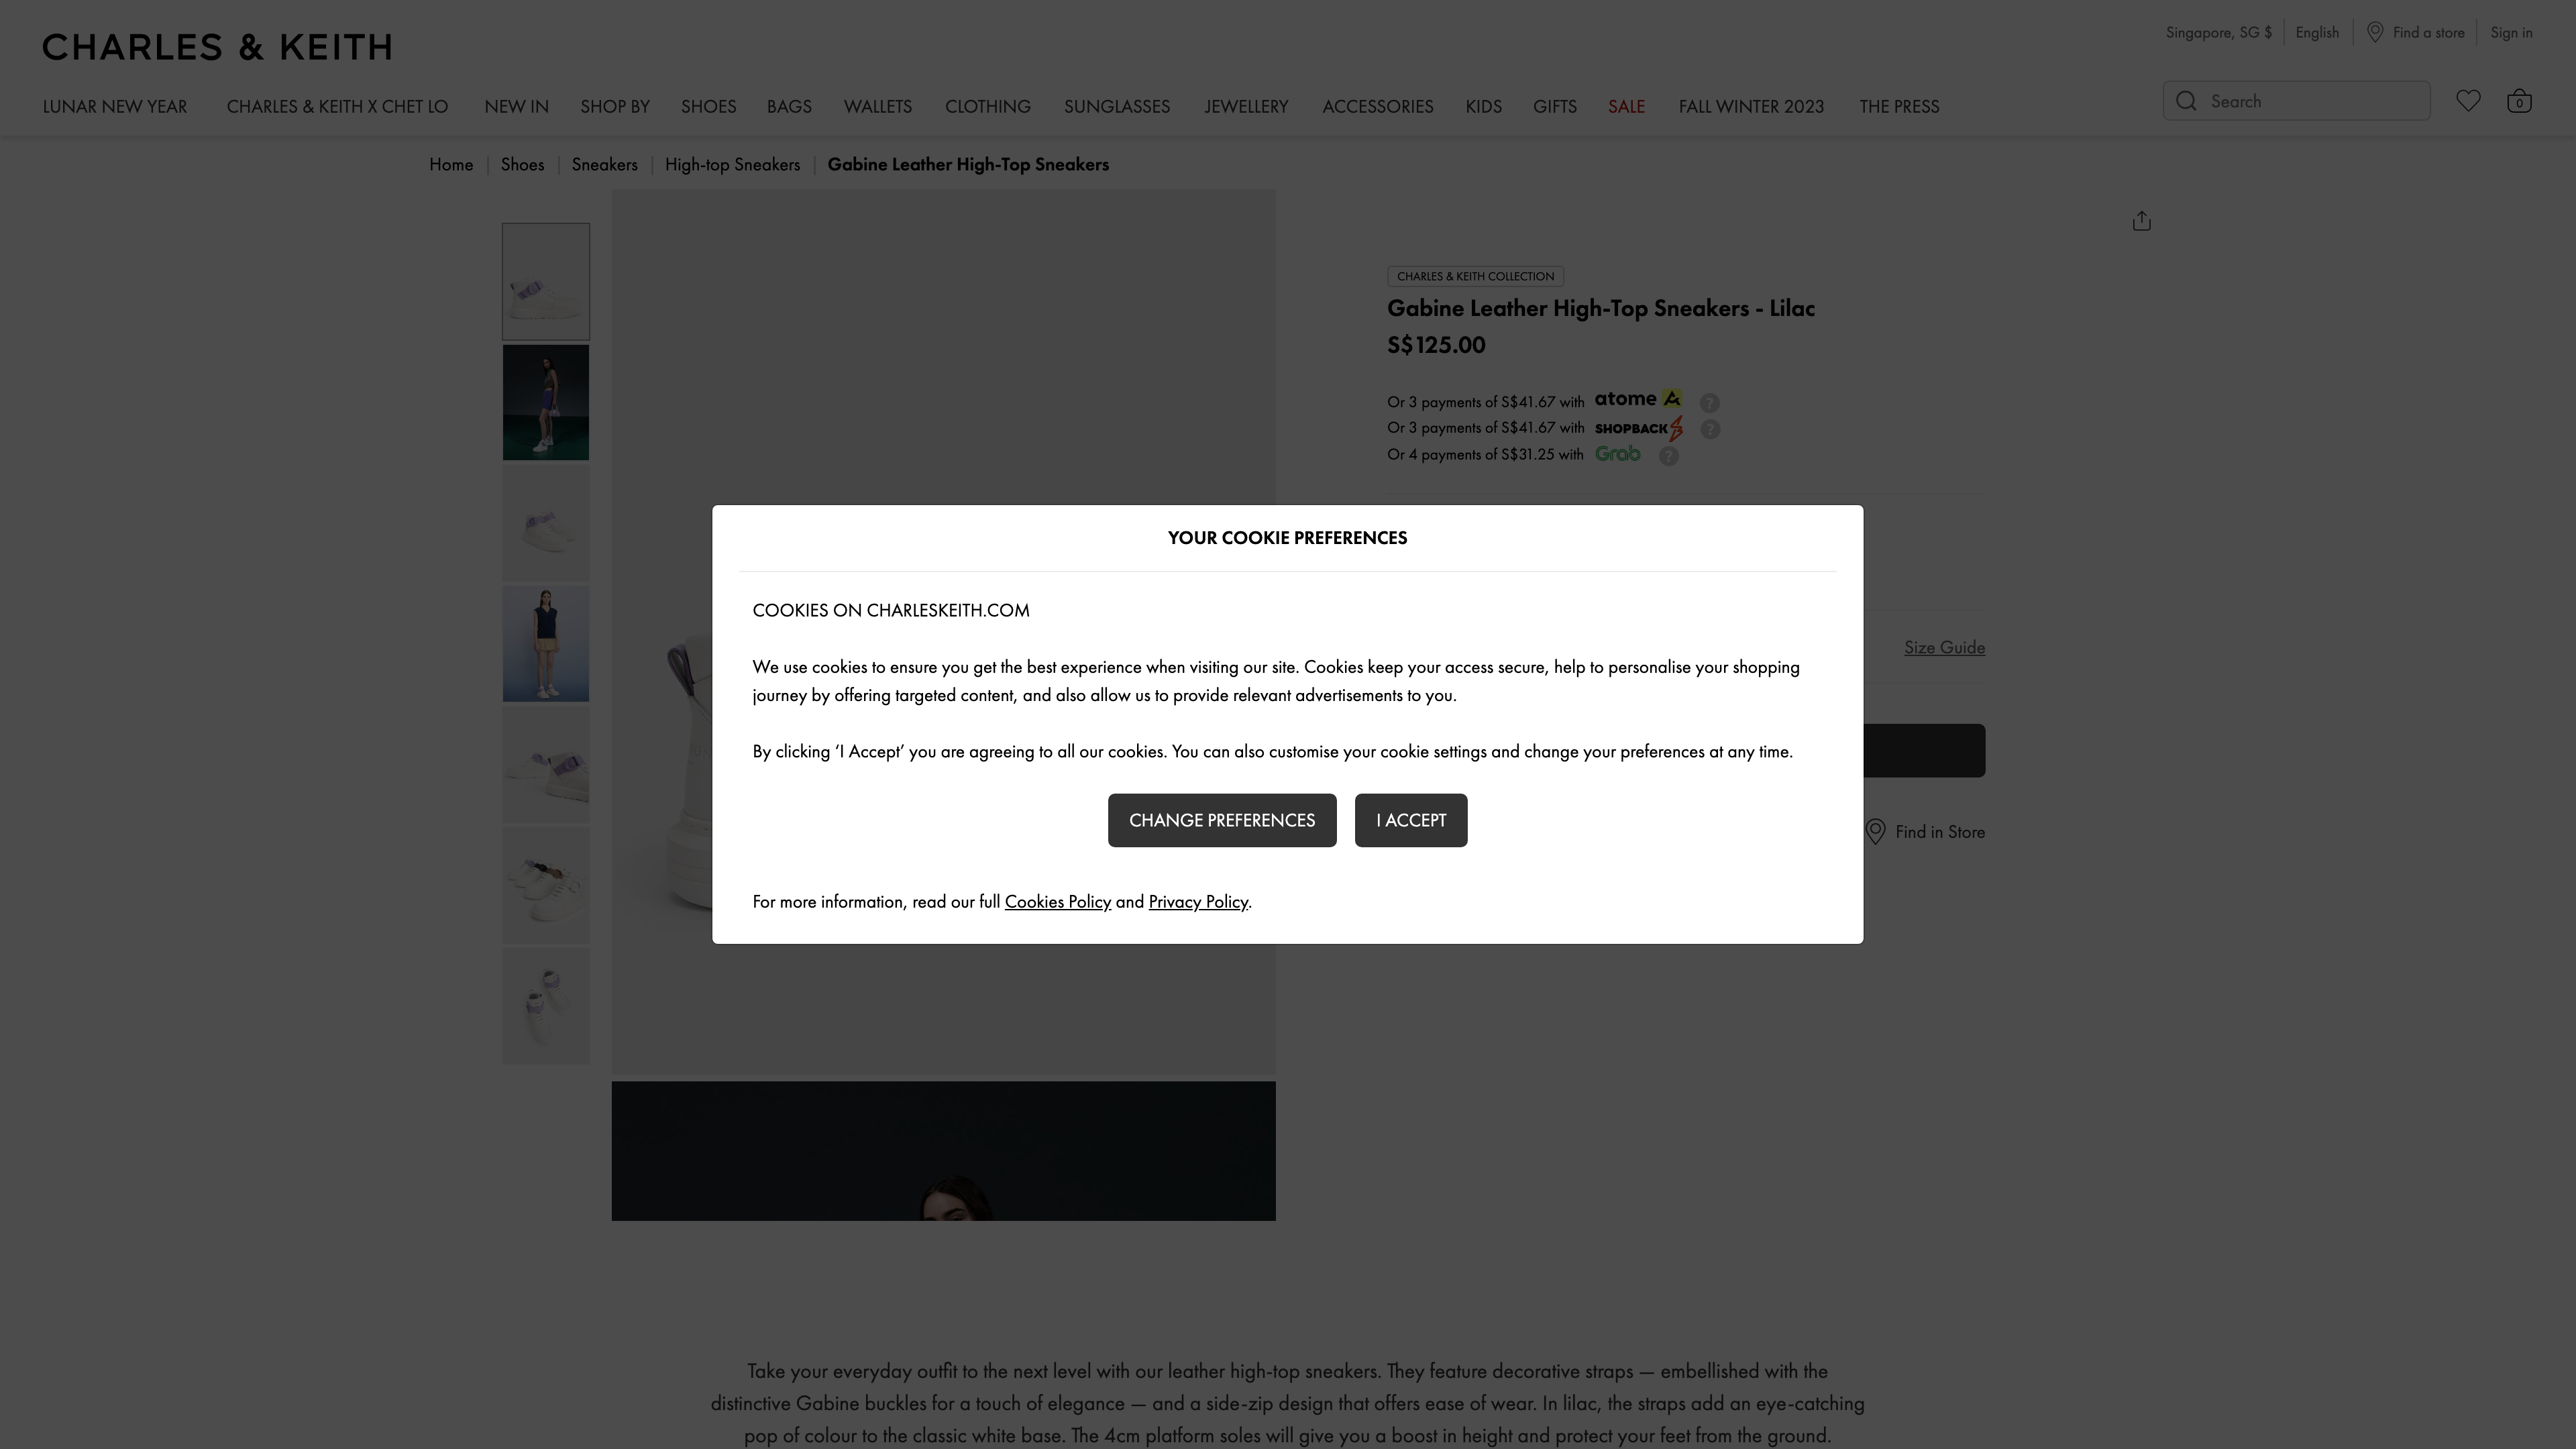 CHARLES & KEITH
Singapore, SG $
English
Find a store
Sign in
LUNAR NEW YEAR
CHARLES & KEITH X CHET LO
NEW IN
SHOP BY
SHOES
BAGS
WALLETS
CLOTHING
SUNGLASSES
JEWELLERY
ACCESSORIES
KIDS
GIFTS
SALE
FALL WINTER 2023
THE PRESS
Search
0
Home
Shoes
Sneakers
High-top Sneakers
Gabine Leather High-Top Sneakers
CHARLES & KEITH COLLECTION
Gabine Leather High-Top Sneakers - Lilac
S$125.00
Or 3 payments of S$41.67 with atome A ?
Or 3 payments of S$41.67 with SHOPBACK ?
Or 4 payments of S$31.25 with Grab ?
YOUR COOKIE PREFERENCES
COOKIES ON CHARLESKEITH.COM
We use cookies to ensure you get the best experience when visiting our site. Cookies keep your access secure, help to personalise your shopping
journey by offering targeted content, and also allow us to provide relevant advertisements to you.
By clicking ‘I Accept’ you are agreeing to all our cookies. You can also customise your cookie settings and change your preferences at any time.
CHANGE PREFERENCES
I ACCEPT
For more information, read our full Cookies Policy and Privacy Policy.
Size Guide
Find in Store
Take your everyday outfit to the next level with our leather high-top sneakers. They feature decorative straps — embellished with the
distinctive Gabine buckles for a touch of elegance — and a side-zip design that offers ease of wear. In lilac, the straps add an eye-catching
pop of colour to the classic white base. The 4cm platform soles will give you a boost in height and protect your feet from the ground.